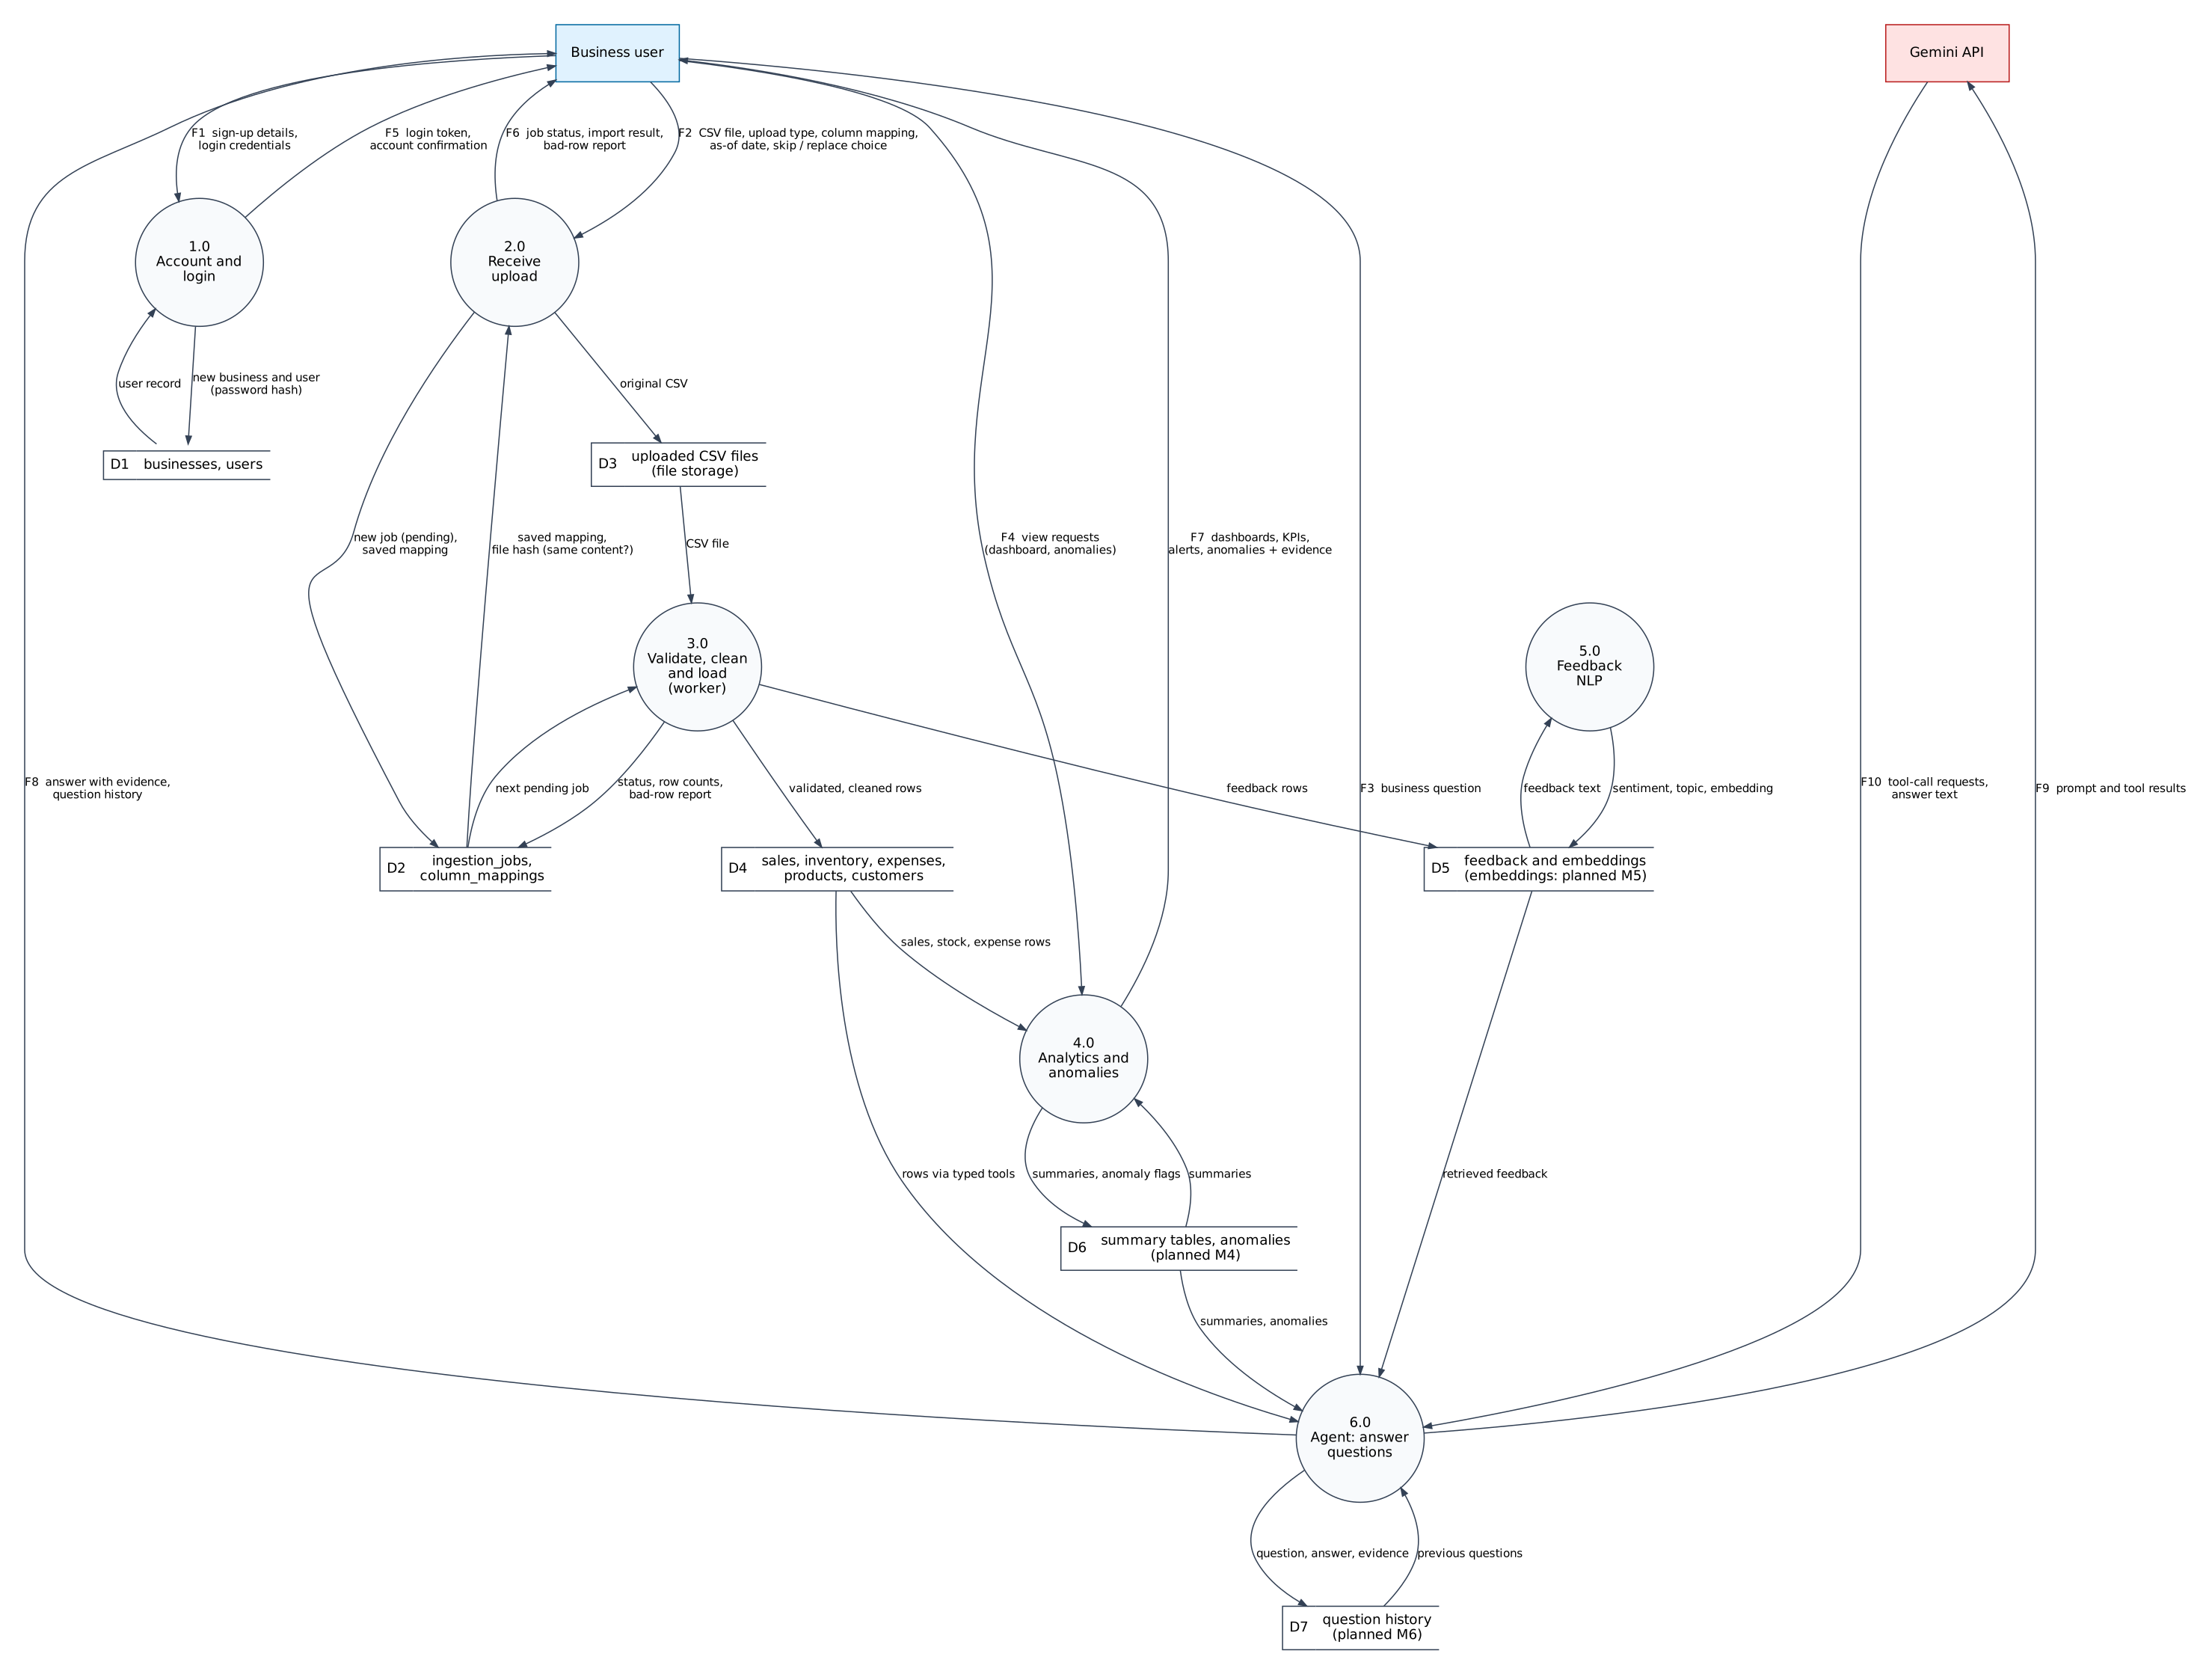 Business user
Gemini API
F1 sign-up details,
login credentials
F5 login token,
account confirmation
F6 job status, import result,
bad-row report
F2 CSV file, upload type, column mapping,
as-of date, skip / replace choice
1.0
Account and
login
2.0
Receive
upload
user record
new business and user
(password hash)
original CSV
D1 businesses, users
D3 uploaded CSV files
(file storage)
new job (pending),
saved mapping
saved mapping,
file hash (same content?)
CSV file
F4 view requests
(dashboard, anomalies)
F7 dashboards, KPIs,
alerts, anomalies + evidence
3.0
Validate, clean
and load
(worker)
5.0
Feedback
NLP
F8 answer with evidence,
question history
next pending job
status, row counts,
bad-row report
validated, cleaned rows
feedback rows
F3 business question
feedback text
sentiment, topic, embedding
F10 tool-call requests,
answer text
F9 prompt and tool results
D2 ingestion_jobs,
column_mappings
D4 sales, inventory, expenses,
products, customers
D5 feedback and embeddings
(embeddings: planned M5)
sales, stock, expense rows
4.0
Analytics and
anomalies
rows via typed tools
summaries, anomaly flags
summaries
retrieved feedback
D6 summary tables, anomalies
(planned M4)
summaries, anomalies
6.0
Agent: answer
questions
question, answer, evidence
previous questions
D7 question history
(planned M6)